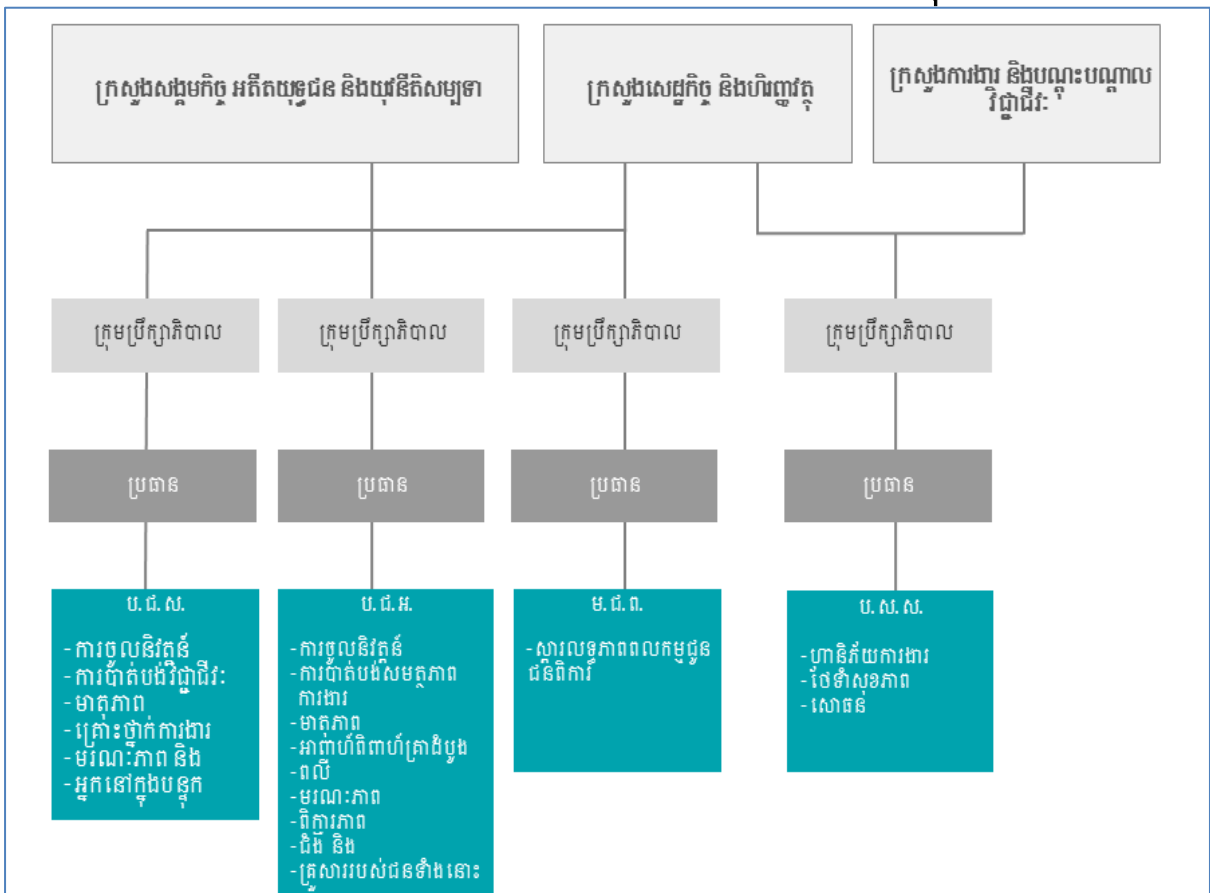 ក្រសួងសង្គមកិច្ច អតីតយុទ្ធជន និងយុវនីតិសម្បទា
ក្រសួងសេដ្ឋកិច្ច និងហិរញ្ញវត្ថុ
ក្រសួងការងារ និងបណ្តុះបណ្តាល
វិជ្ជាជីវៈ
ក្រុមប្រឹក្សាភិបាល
ក្រុមប្រឹក្សាភិបាល
ក្រុមប្រឹក្សាភិបាល
ក្រុមប្រឹក្សាភិបាល
ប្រធាន
ប្រធាន
ប្រធាន
ប្រធាន
ប.ជ.ស.
-ការចូលនិវត្តន៍
-ការបាត់បង់វិជ្ជាជីវៈ
-មាតុភាព
-គ្រោះថ្នាក់ការងារ
-មរណៈភាព និង
-អ្នកនៅក្នុងបន្ទុក
ប.ជ.អ.
-ការចូលនិវត្តន៍
-ការបាត់បង់សមត្ថភាព
ការងារ
-មាតុភាព
-អាពាហ៍ពិពាហ៍គ្រាដំបូង
-ពលី
-មរណៈភាព
-ពិការភាព
-ជំងឺ និង
-គ្រួសាររបស់ជនទាំងនោះ
ម.ជ.ព.
-ស្តារលទ្ធភាពពលកម្មជូន
ជនពិការ
ប.ស.ស.
-ហានិភ័យការងារ
-ថែទាំសុខភាព
-សោធន